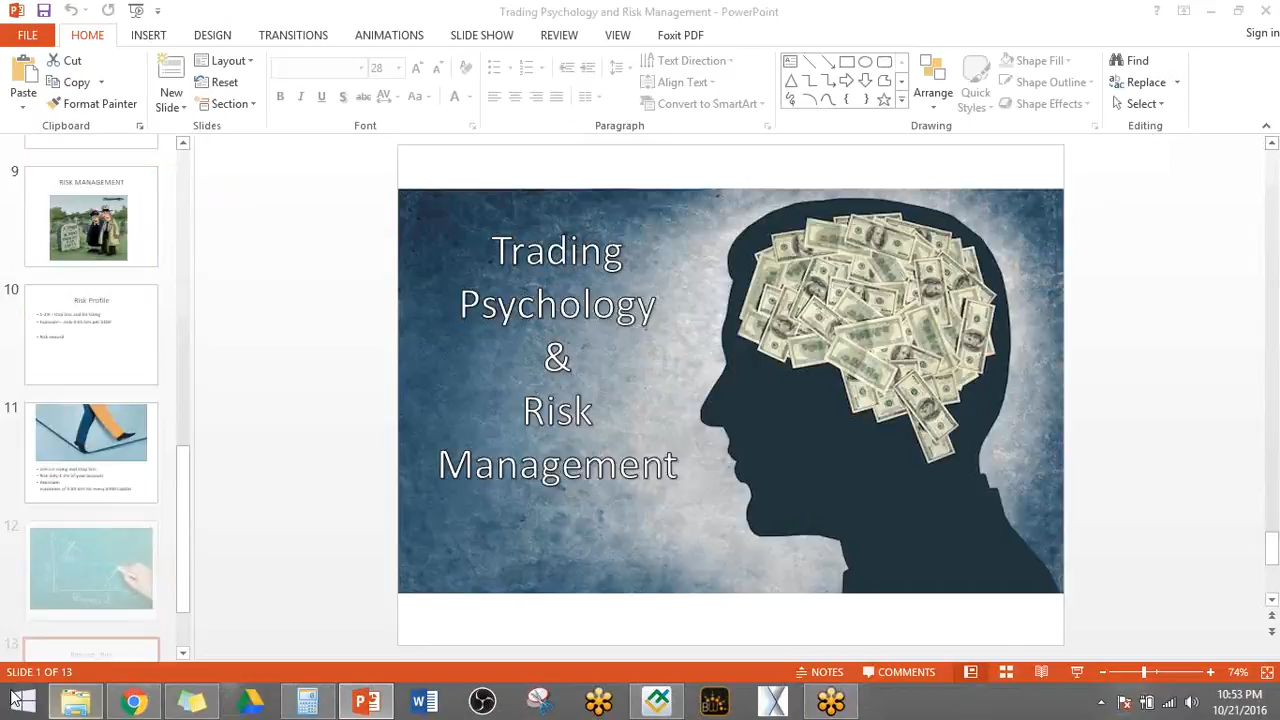 Trading Psychology and Risk Management - PowerPoint
FILE HOME INSERT DESIGN TRANSITIONS ANIMATIONS SLIDE SHOW REVIEW VIEW Foxit PDF Sign in
Paste
Cut
Copy
Format Painter
Clipboard
New
Slide
Layout
Reset
Section
Slides
28
B I U S AV Aa A
Font
Text Direction
Align Text
Convert to SmartArt
Paragraph
Arrange
Quick
Styles
Shape Fill
Shape Outline
Shape Effects
Drawing
Find
Replace
Select
Editing
9
RISK MANAGEMENT
10
Risk Profile
11
12
13
Trading
Psychology
&
Risk
Management
SLIDE 1 OF 13 NOTES COMMENTS 74%
10:53 PM
10/21/2016